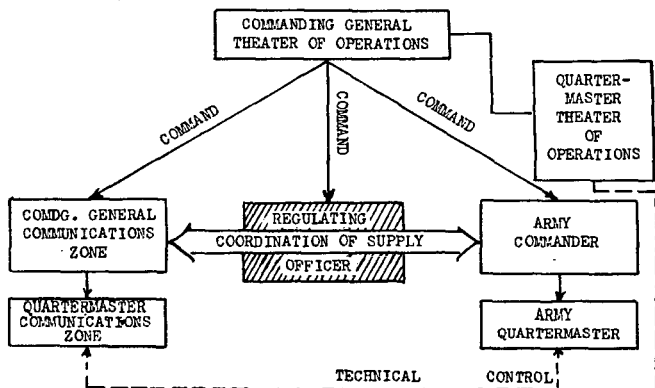 COMMANDING GENERAL
THEATER OF OPERATIONS
QUARTER-
MASTER
THEATER
OF
OPERATIONS
COMMAND
COMMAND
COMMAND
COMDG. GENERAL
COMMUNICATIONS
ZONE
REGULATING
COORDINATION OF SUPPLY
OFFICER
ARMY
COMMANDER
QUARTERMASTER
COMMUNICATIONS
ZONE
ARMY
QUARTERMASTER
TECHNICAL CONTROL